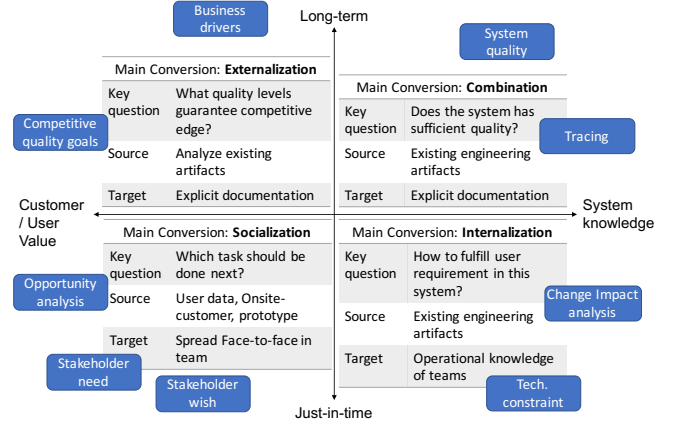 Business
drivers
Long-term
System
quality
Main Conversion: Externalization
Key
question
What quality levels
guarantee competitive
edge?
Source
Analyze existing
artifacts
Target
Explicit documentation
Competitive
quality goals
Main Conversion: Combination
Key
question
Does the system has
sufficient quality?
Source
Existing engineering
artifacts
Target
Explicit documentation
Tracing
Customer
/ User
Value
System
knowledge
Main Conversion: Socialization
Key
question
Which task should be
done next?
Source
User data, Onsite-
customer, prototype
Target
Spread Face-to-face in
team
Opportunity
analysis
Stakeholder
need
Stakeholder
wish
Main Conversion: Internalization
Key
question
How to fulfill user
requirement in this
system?
Source
Existing engineering
artifacts
Target
Operational knowledge
of teams
Change Impact
analysis
Tech.
constraint
Just-in-time